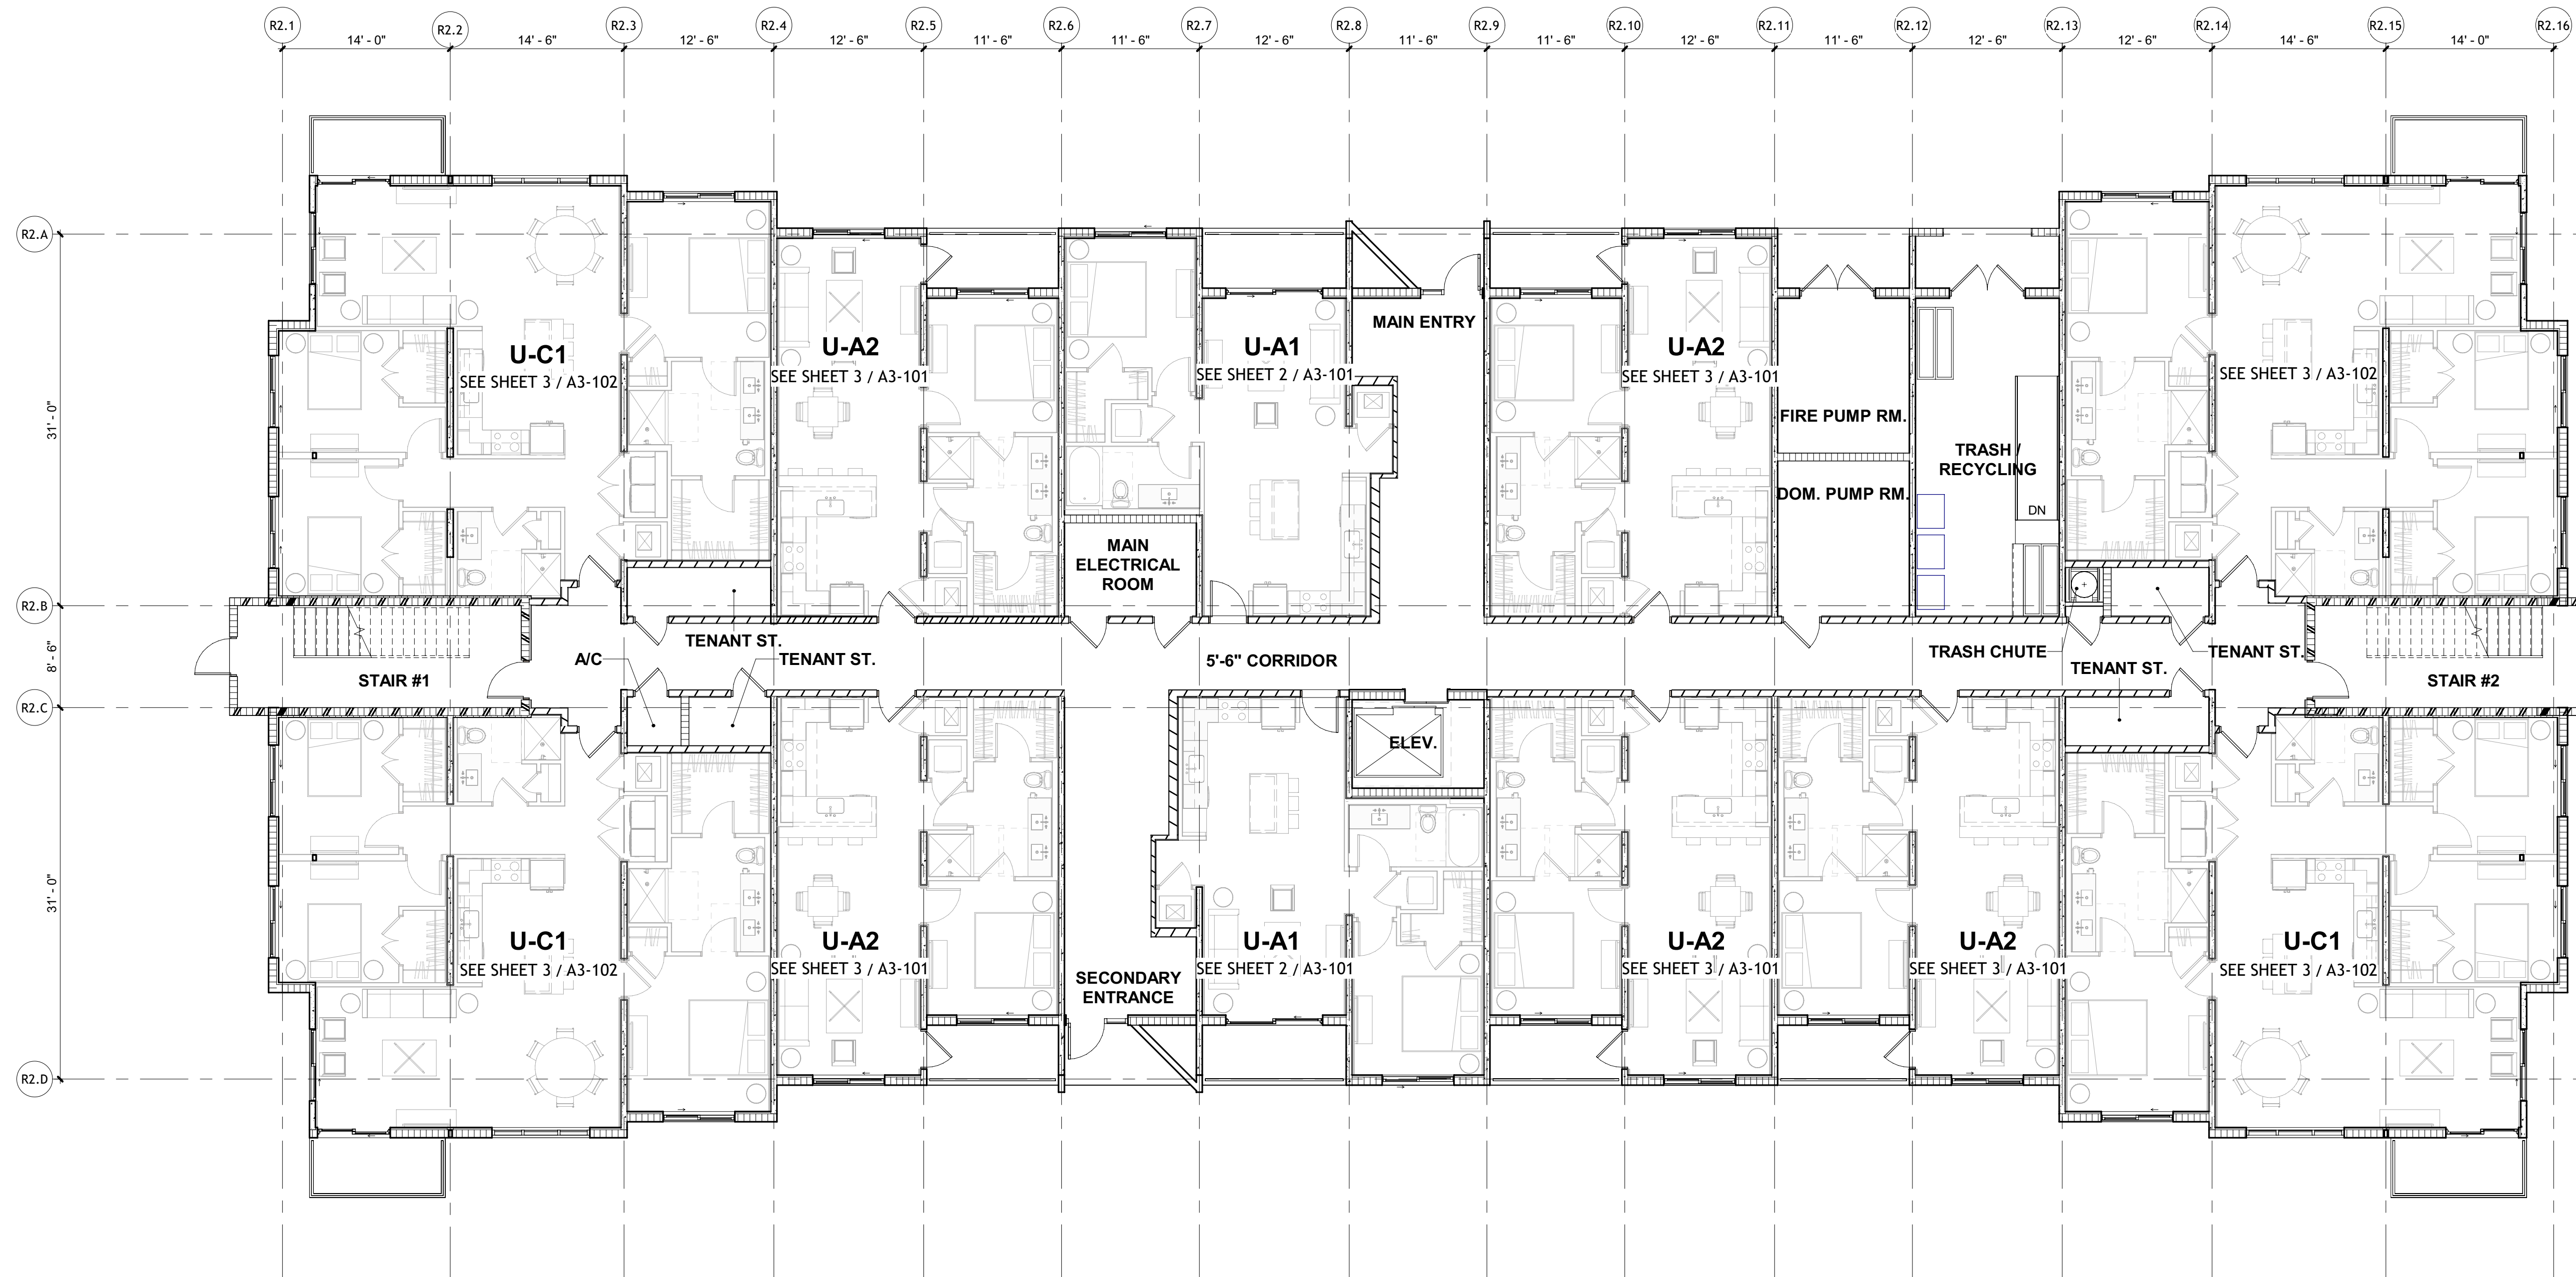 R2.1 R2.2 R2.3 R2.4 R2.5 R2.6 R2.7 R2.8 R2.9 R2.10 R2.11 R2.12 R2.13 R2.14 R2.15 R2.16
14' - 0" 14' - 6" 12' - 6" 12' - 6" 11' - 6" 11' - 6" 12' - 6" 11' - 6" 11' - 6" 12' - 6" 11' - 6" 12' - 6" 12' - 6" 14' - 6" 14' - 0"
R2.A
MAIN ENTRY
U-C1
SEE SHEET 3 / A3-102
U-A2
SEE SHEET 3 / A3-101
U-A1
SEE SHEET 2 / A3-101
U-A2
SEE SHEET 3 / A3-101
SEE SHEET 3 / A3-102
31' - 0"
FIRE PUMP RM.
TRASH /
RECYCLING
DOM. PUMP RM.
DN
MAIN
ELECTRICAL
ROOM
R2.B
8' - 6"
TENANT ST.
A/C
TENANT ST.
5'-6" CORRIDOR
TRASH CHUTE
TENANT ST.
TENANT ST.
STAIR #1
STAIR #2
R2.C
ELEV.
31' - 0"
U-C1
SEE SHEET 3 / A3-102
U-A2
SEE SHEET 3 / A3-101
U-A1
SEE SHEET 2 / A3-101
U-A2
SEE SHEET 3 / A3-101
U-A2
SEE SHEET 3 / A3-101
U-C1
SEE SHEET 3 / A3-102
SECONDARY
ENTRANCE
R2.D